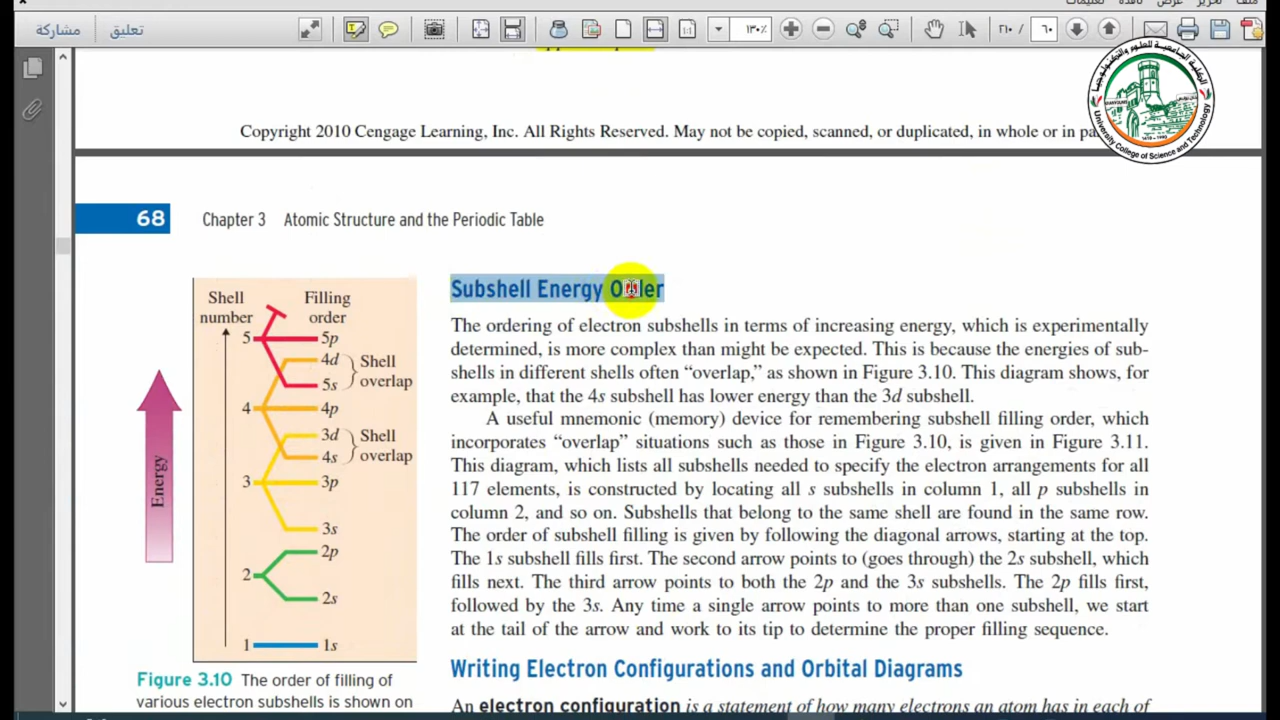 مشاركة
تعليق
١٣٠%
٢١٠ /
٦٠
University College of Science and Technology
Copyright 2010 Cengage Learning, Inc. All Rights Reserved. May not be copied, scanned, or duplicated, in whole or in pa
68 Chapter 3 Atomic Structure and the Periodic Table
Shell number
Filling order
5
5p
4d
Shell overlap
5s
4
4p
3d
Shell overlap
4s
3
3p
3s
2p
2
2s
1
1s
Energy
Figure 3.10 The order of filling of
various electron subshells is shown on
Subshell Energy Order
The ordering of electron subshells in terms of increasing energy, which is experimentally
determined, is more complex than might be expected. This is because the energies of sub-
shells in different shells often “overlap,” as shown in Figure 3.10. This diagram shows, for
example, that the 4s subshell has lower energy than the 3d subshell.
A useful mnemonic (memory) device for remembering subshell filling order, which
incorporates “overlap” situations such as those in Figure 3.10, is given in Figure 3.11.
This diagram, which lists all subshells needed to specify the electron arrangements for all
117 elements, is constructed by locating all s subshells in column 1, all p subshells in
column 2, and so on. Subshells that belong to the same shell are found in the same row.
The order of subshell filling is given by following the diagonal arrows, starting at the top.
The 1s subshell fills first. The second arrow points to (goes through) the 2s subshell, which
fills next. The third arrow points to both the 2p and the 3s subshells. The 2p fills first,
followed by the 3s. Any time a single arrow points to more than one subshell, we start
at the tail of the arrow and work to its tip to determine the proper filling sequence.
Writing Electron Configurations and Orbital Diagrams
An electron configuration is a statement of how many electrons an atom has in each of